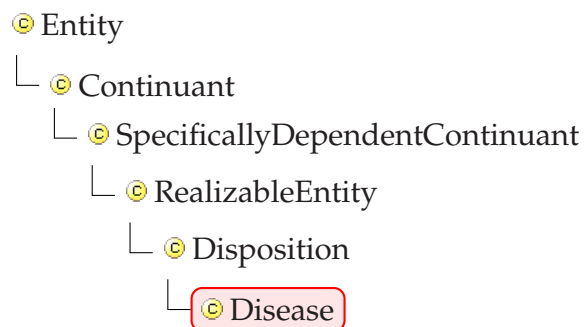 Entity
Continuant
SpecificallyDependentContinuant
RealizableEntity
Disposition
Disease